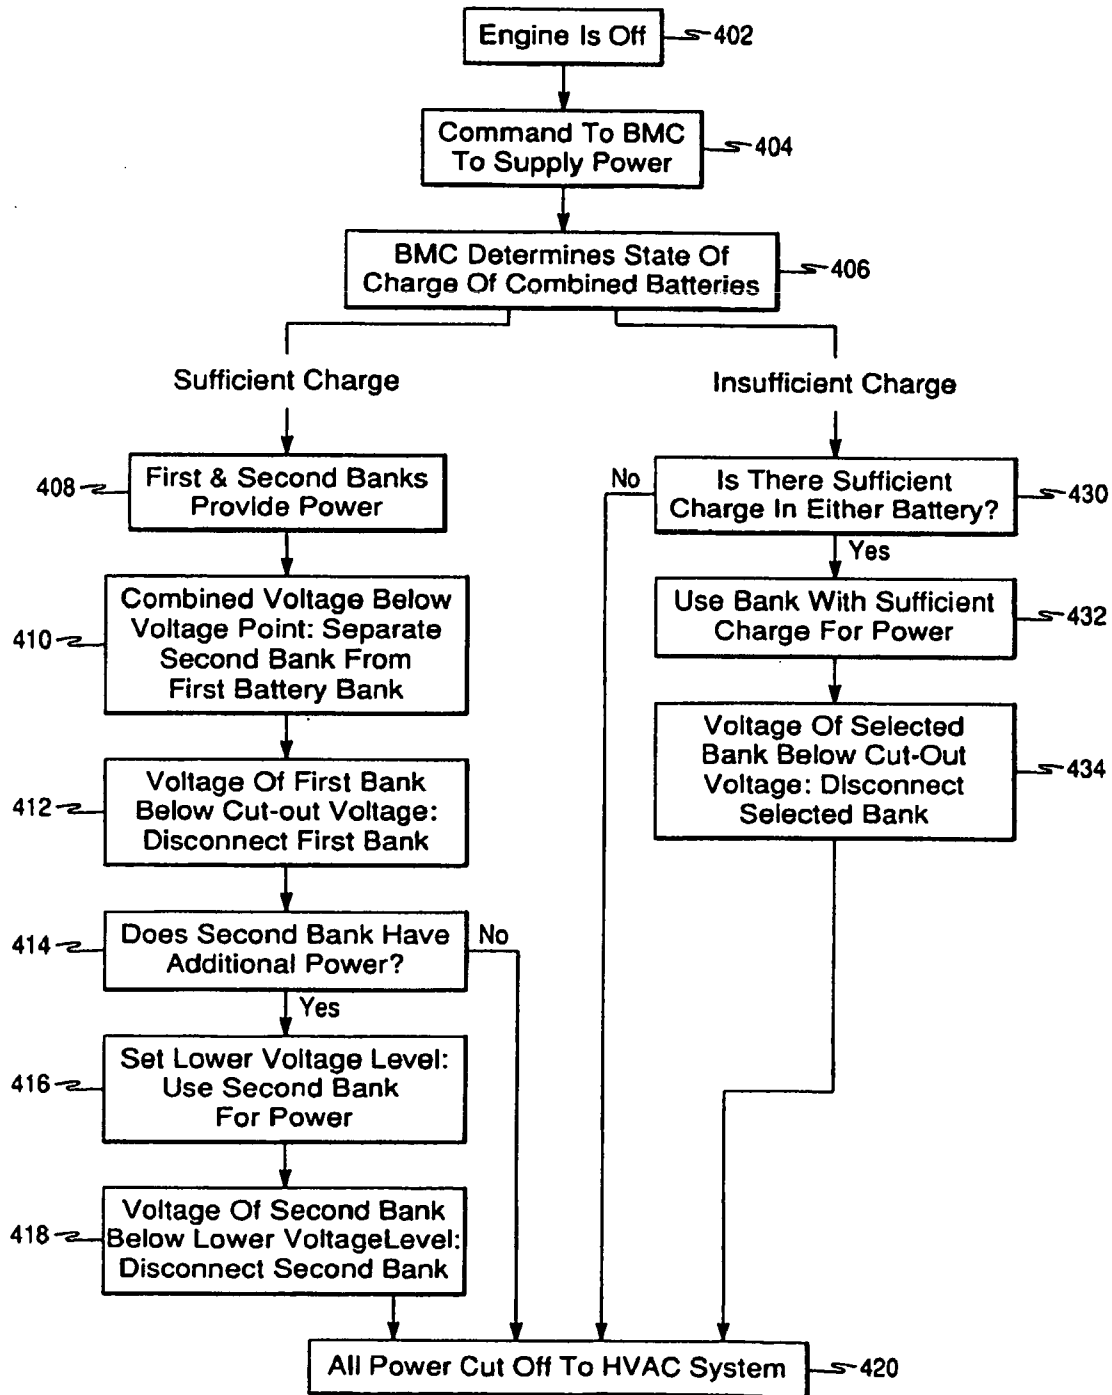 Engine Is Off
402
Command To BMC
To Supply Power
404
BMC Determines State Of
Charge Of Combined Batteries
406
Sufficient Charge
Insufficient Charge
408
First & Second Banks
Provide Power
No
Is There Sufficient
Charge In Either Battery?
430
Yes
410
Combined Voltage Below
Voltage Point: Separate
Second Bank From
First Battery Bank
Use Bank With Sufficient
Charge For Power
432
412
Voltage Of First Bank
Below Cut-out Voltage:
Disconnect First Bank
Voltage Of Selected
Bank Below Cut-Out
Voltage: Disconnect
Selected Bank
434
414
Does Second Bank Have
Additional Power?
No
Yes
416
Set Lower Voltage Level:
Use Second Bank
For Power
418
Voltage Of Second Bank
Below Lower VoltageLevel:
Disconnect Second Bank
All Power Cut Off To HVAC System
420